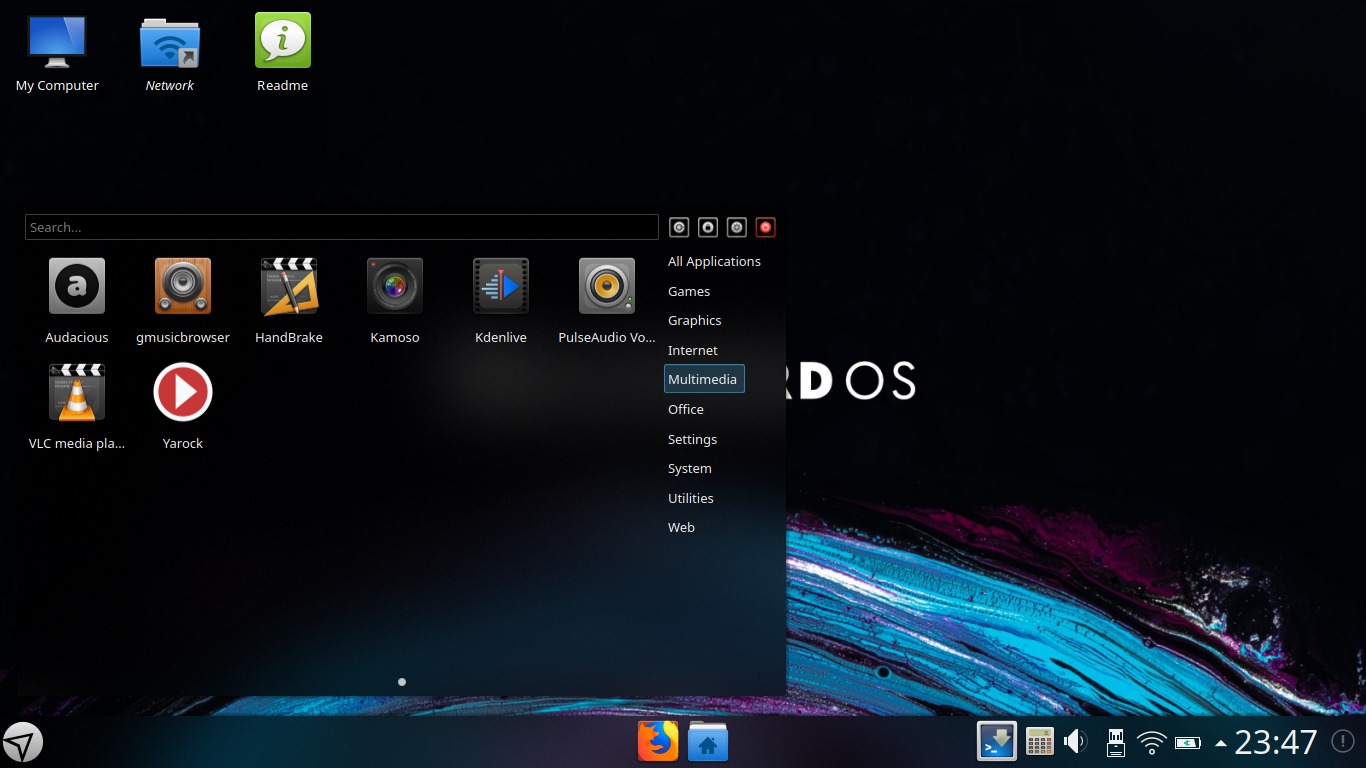 My Computer
Network
Readme
Search...
Audacious
gmusicbrowser
HandBrake
Kamoso
Kdenlive
PulseAudio Vo...
VLC media pla...
Yarock
All Applications
Games
Graphics
Internet
Multimedia
Office
Settings
System
Utilities
Web
D OS
23:47